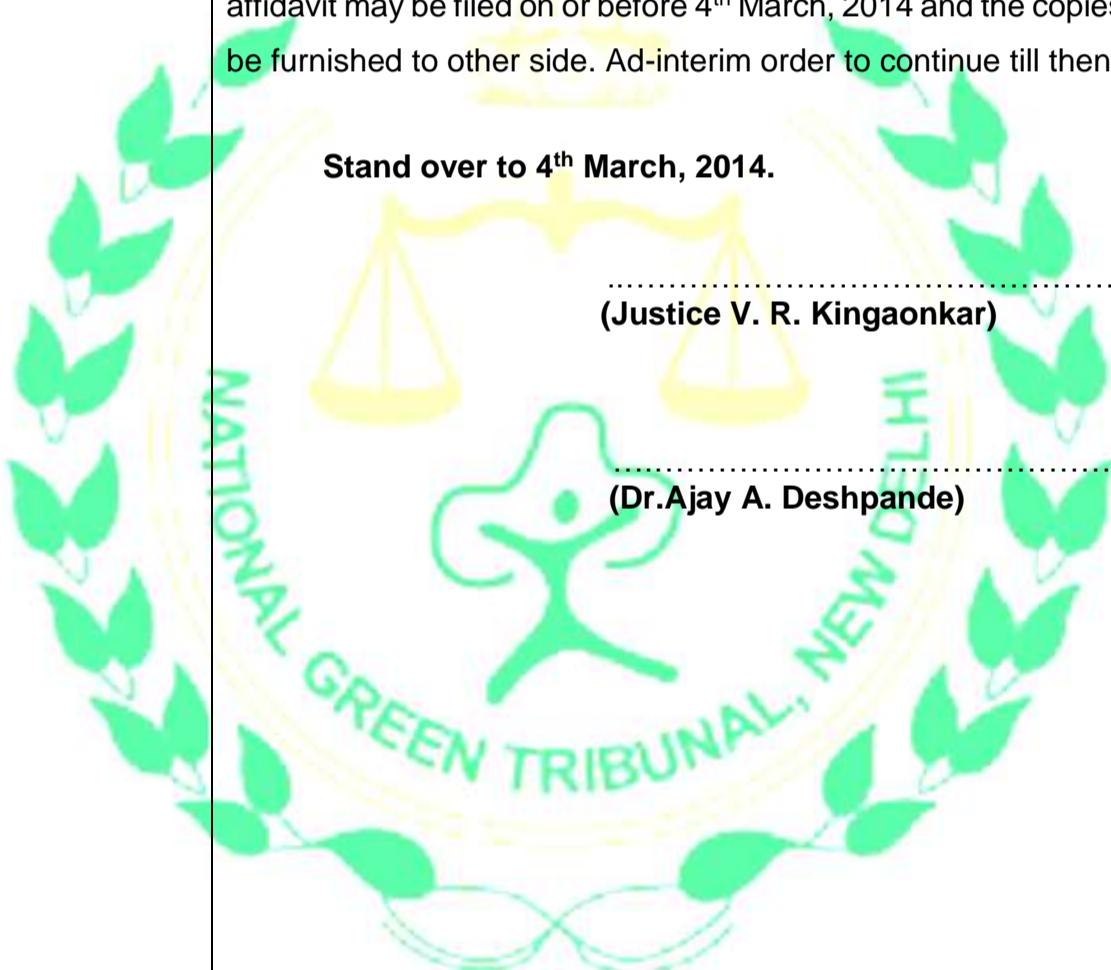 affidavit may be filed on or before 4th March, 2014 and the copies
be furnished to other side. Ad-interim order to continue till then
Stand over to 4th March, 2014.
........................................
(Justice V. R. Kingaonkar)
........................................
(Dr.Ajay A. Deshpande)
NATIONAL GREEN TRIBUNAL, NEW DELHI